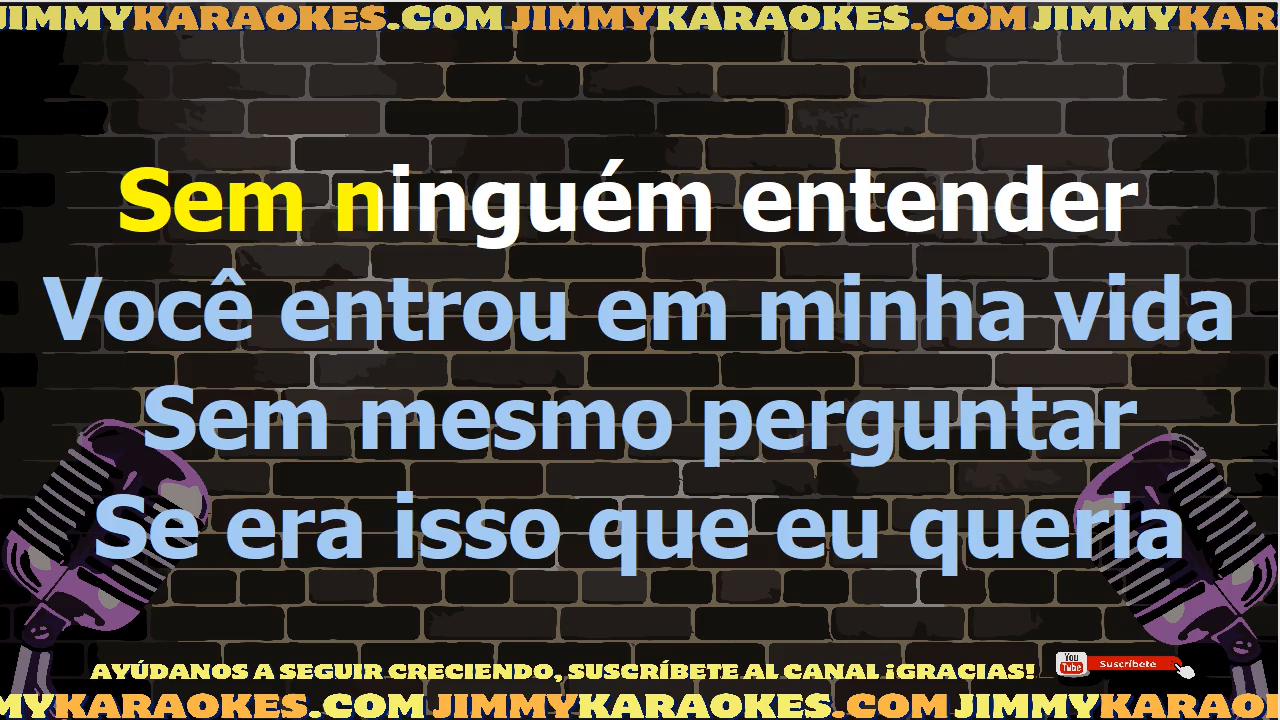 JIMMYKARAOKES.COM JIMMYKARAOKES.COM JIMMYKAR
Sem ninguém entender
Você entrou em minha vida
Sem mesmo perguntar
Se era isso que eu queria
AYÚDANOS A SEGUIR CRECIENDO, SUSCRÍBETE AL CANAL ¡GRACIAS!
You Tube Suscríbete
MYKARAOKES.COM JIMMYKARAOKES.COM JIMMYKARAO